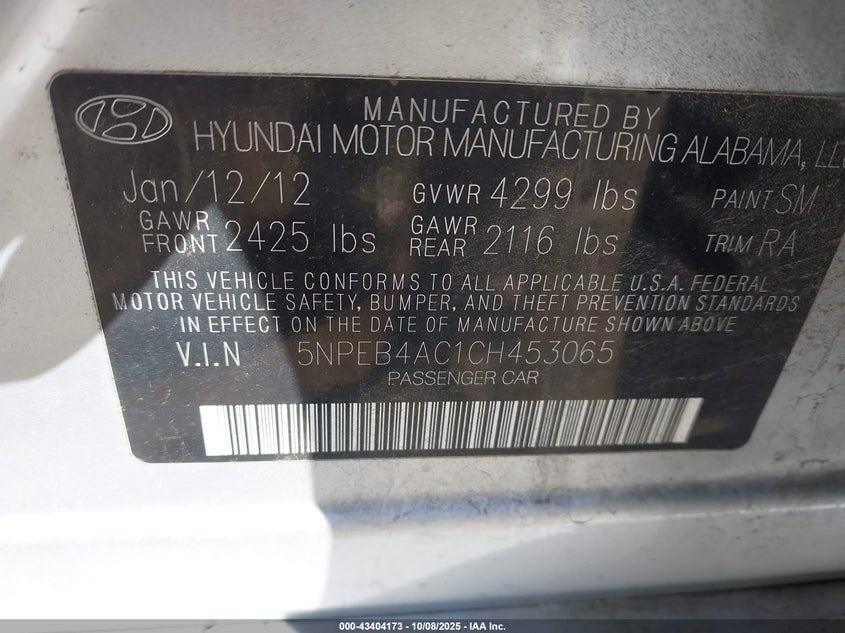 MANUFACTURED BY
HYUNDAI MOTOR MANUFACTURING ALABAMA, LLC
Jan/12/12 GVWR 4299 lbs PAINT SM
GAWR FRONT 2425 lbs GAWR REAR 2116 lbs TRIM RA
THIS VEHICLE CONFORMS TO ALL APPLICABLE U.S.A. FEDERAL
MOTOR VEHICLE SAFETY, BUMPER, AND THEFT PREVENTION STANDARDS
IN EFFECT ON THE DATE OF MANUFACTURE SHOWN ABOVE
V.I.N 5NPEB4AC1CH453065
PASSENGER CAR
000-43404173 - 10/08/2025 - IAA Inc.